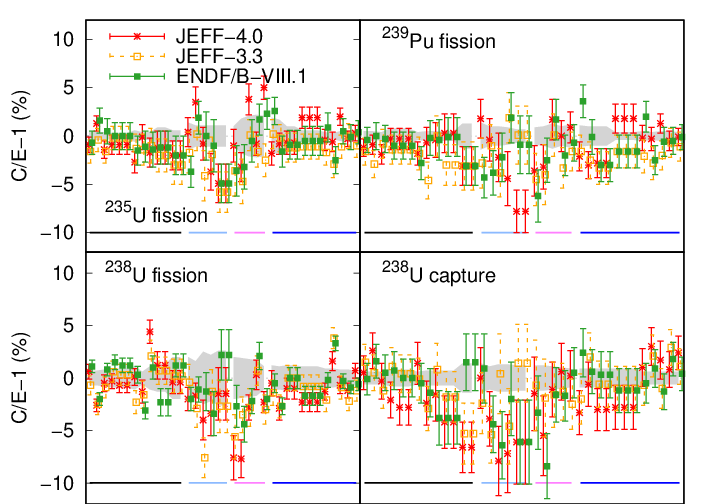 10
5
0
−5
−10
C/E−1 (%)
JEFF−4.0
JEFF−3.3
ENDF/B−VIII.1
²³⁵U fission
²³⁹Pu fission
10
5
0
−5
−10
C/E−1 (%)
²³⁸U fission
²³⁸U capture